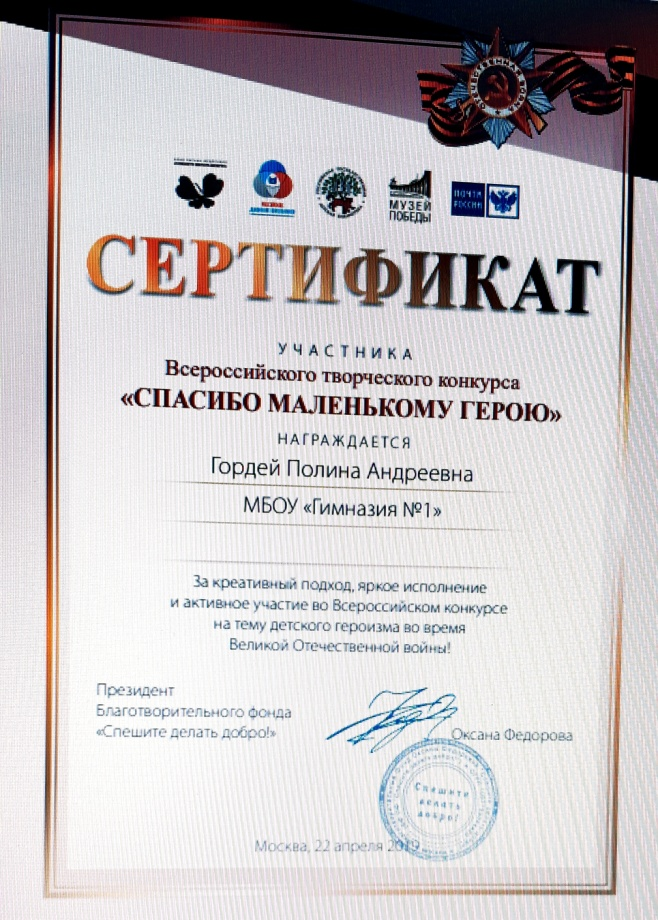 ОТЕЧЕСТВЕННАЯ ВОЙНА
МУЗЕЙ
ПОБЕДЫ
ПОЧТА
РОССИИ
СЕРТИФИКАТ
УЧАСТНИКА
Всероссийского творческого конкурса
«СПАСИБО МАЛЕНЬКОМУ ГЕРОЮ»
НАГРАЖДАЕТСЯ
Гордей Полина Андреевна
МБОУ «Гимназия №1»
За креативный подход, яркое исполнение
и активное участие во Всероссийском конкурсе
на тему детского героизма во время
Великой Отечественной войны!
Президент
Благотворительного фонда
«Спешите делать добро!»
Оксана Федорова
Спешите
делать
добро!
Москва, 22 апреля 2019